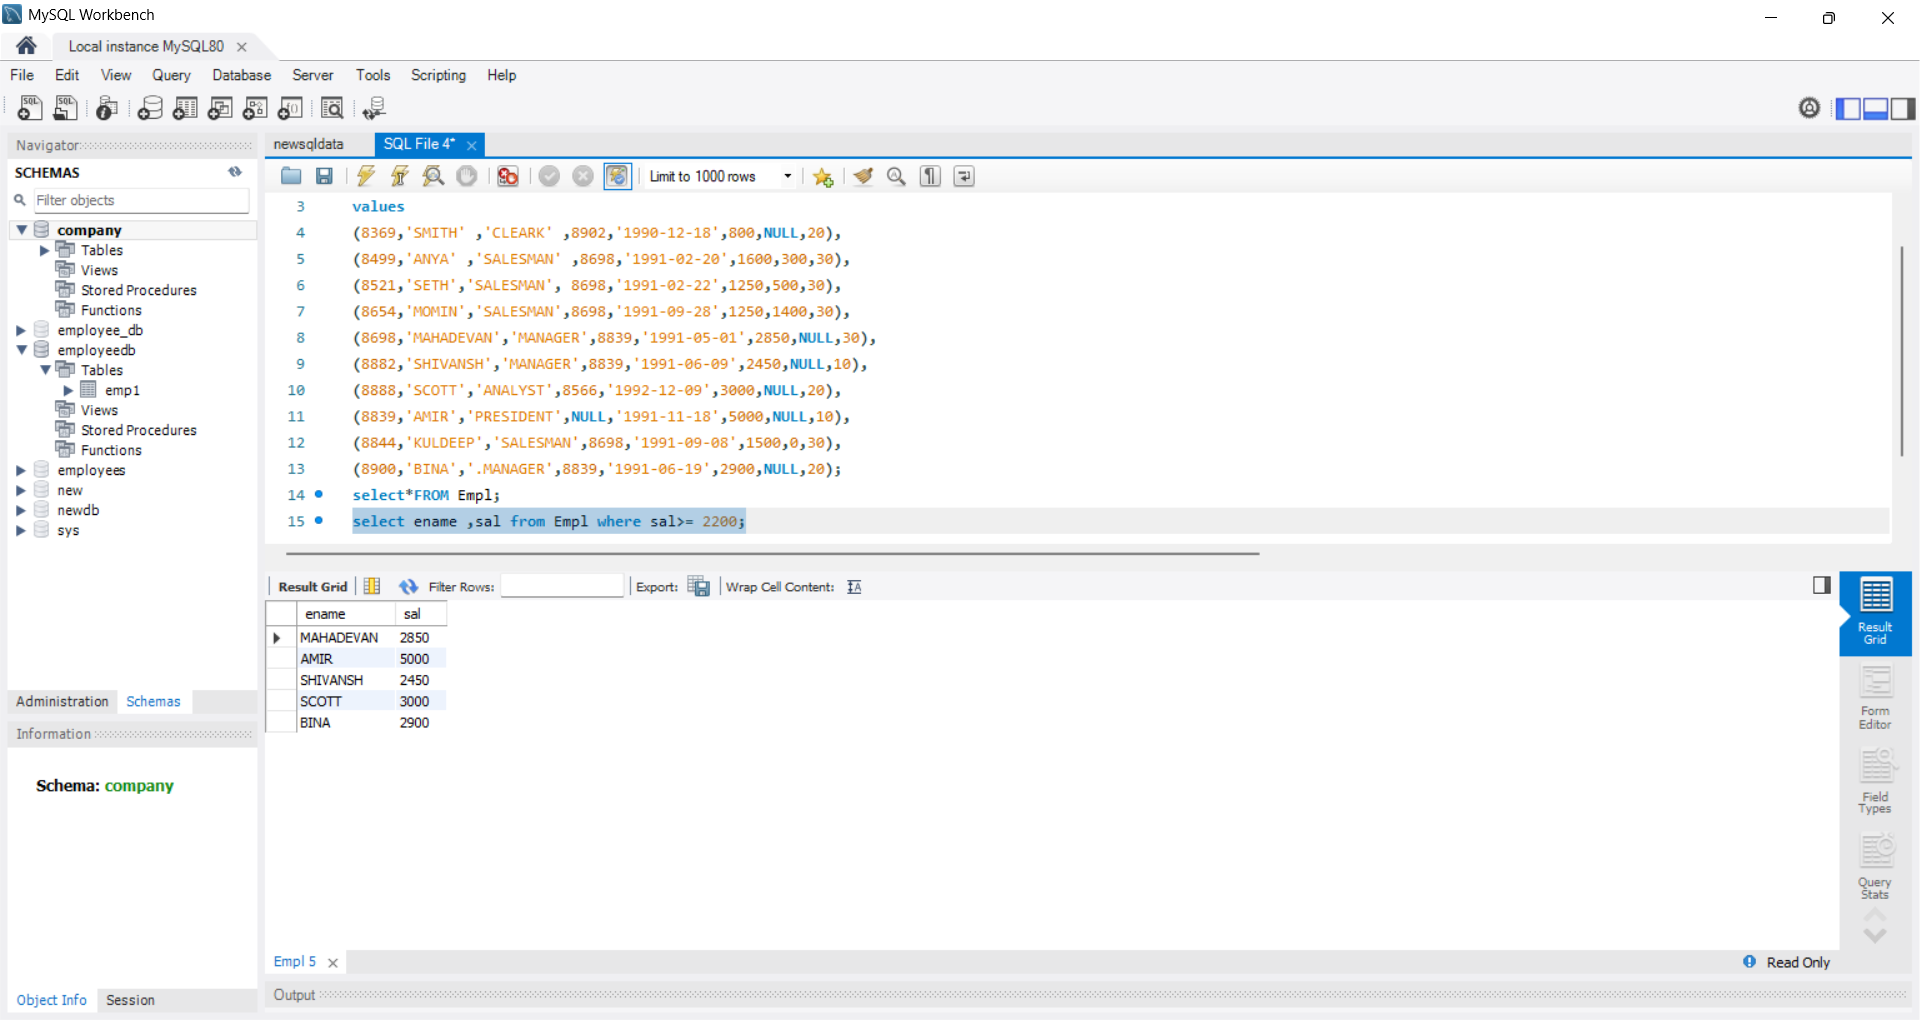 MySQL Workbench
Local instance MySQL80
File Edit View Query Database Server Tools Scripting Help
Navigator
SCHEMAS
Filter objects
company
Tables
Views
Stored Procedures
Functions
employee_db
employeedb
Tables
emp1
Views
Stored Procedures
Functions
employees
new
newdb
sys
Administration Schemas
Information
Schema: company
Object Info Session
newsqldata SQL File 4*
Limit to 1000 rows
3 values
4 (8369,'SMITH' ,'CLEARK' ,8902,'1990-12-18',800,NULL,20),
5 (8499,'ANYA' ,'SALESMAN' ,8698,'1991-02-20',1600,300,30),
6 (8521,'SETH','SALESMAN', 8698,'1991-02-22',1250,500,30),
7 (8654,'MOMIN','SALESMAN',8698,'1991-09-28',1250,1400,30),
8 (8698,'MAHADEVAN','MANAGER',8839,'1991-05-01',2850,NULL,30),
9 (8882,'SHIVANSH','MANAGER',8839,'1991-06-09',2450,NULL,10),
10 (8888,'SCOTT','ANALYST',8566,'1992-12-09',3000,NULL,20),
11 (8839,'AMIR','PRESIDENT',NULL,'1991-11-18',5000,NULL,10),
12 (8844,'KULDEEP','SALESMAN',8698,'1991-09-08',1500,0,30),
13 (8900,'BINA','.MANAGER',8839,'1991-06-19',2900,NULL,20);
14 select*FROM Empl;
15 select ename ,sal from Empl where sal>= 2200;
Result Grid Filter Rows: Export: Wrap Cell Content:
ename sal
MAHADEVAN 2850
AMIR 5000
SHIVANSH 2450
SCOTT 3000
BINA 2900
Result
Grid
Form
Editor
Field
Types
Query
Stats
Empl 5
Read Only
Output